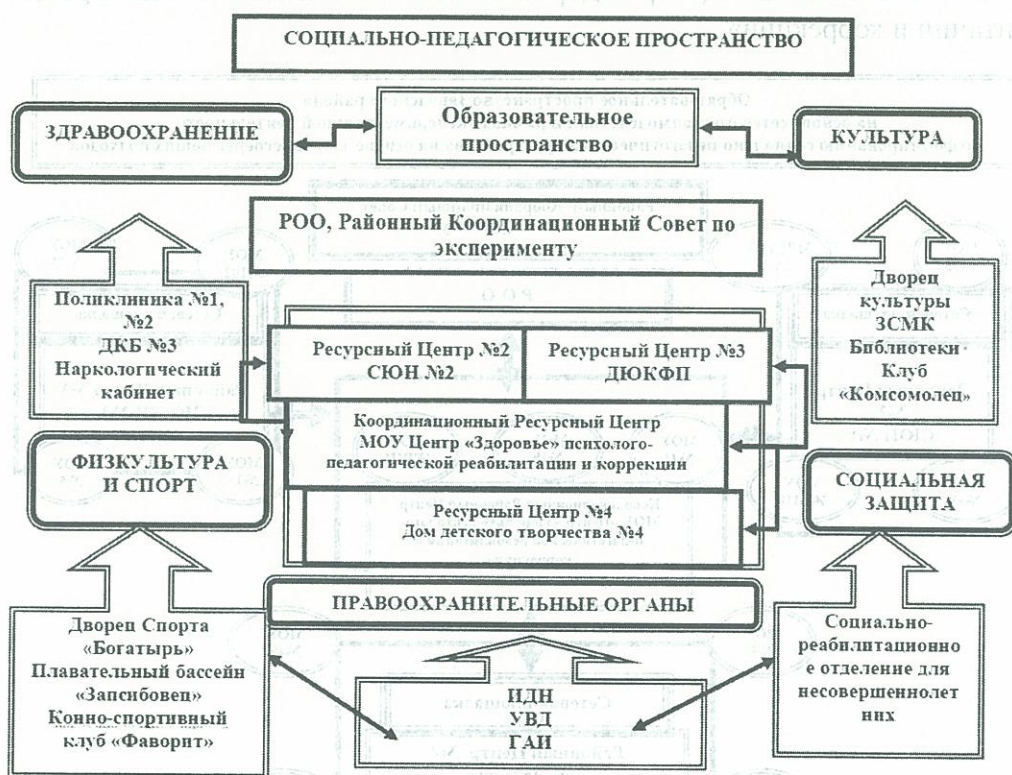 СОЦИАЛЬНО-ПЕДАГОГИЧЕСКОЕ ПРОСТРАНСТВО
ЗДРАВООХРАНЕНИЕ
Образовательное
пространство
КУЛЬТУРА
РОО, Районный Координационный Совет по
эксперименту
Поликлиника №1,
№2
ДКБ №3
Наркологический
кабинет
Ресурсный Центр №2
СЮН №2
Ресурсный Центр №3
ДЮКФП
Дворец
культуры
ЗСМК
Библиотеки-
Клуб
«Комсомолец»
Координационный Ресурсный Центр
МОУ Центр «Здоровье» психолого-
педагогической реабилитации и коррекции
ФИЗКУЛЬТУРА
И СПОРТ
СОЦИАЛЬНАЯ
ЗАЩИТА
Ресурсный Центр №4
Дом детского творчества №4
ПРАВООХРАНИТЕЛЬНЫЕ ОРГАНЫ
Дворец Спорта
«Богатырь»
Плавательный бассейн
«Запсибовец»
Конно-спортивный
клуб «Фаворит»
ИДН
УВД
ГАИ
Социально-
реабилитационно
е отделение для
несовершеннолет
них